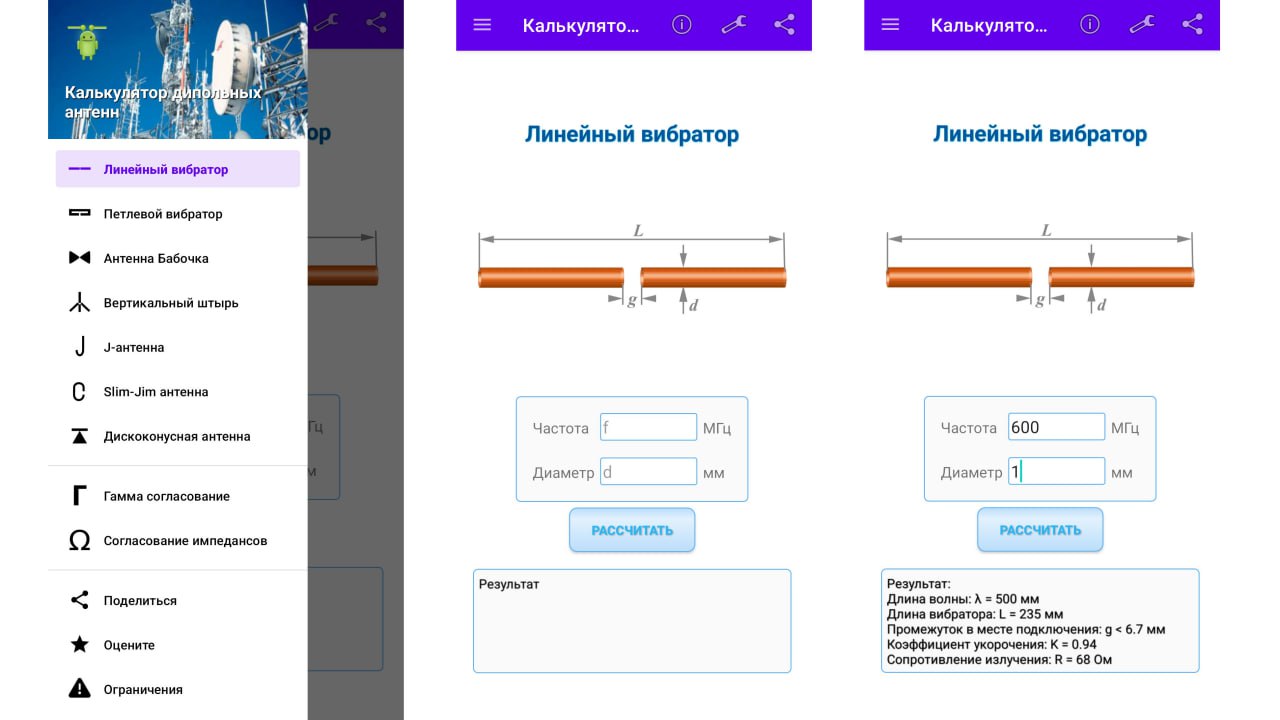 Калькулятор дипольных
антенн
Линейный вибратор
Петлевой вибратор
Антенна Бабочка
Вертикальный штырь
J-антенна
Slim-Jim антенна
Дискоконусная антенна
Гамма согласование
Согласование импедансов
Поделиться
Оцените
Ограничения
ор
Гц
м
Калькулято...
Линейный вибратор
L
g
d
Частота f МГц
Диаметр d мм
РАССЧИТАТЬ
Результат
Калькулято...
Линейный вибратор
L
g
d
Частота 600 МГц
Диаметр 1 мм
РАССЧИТАТЬ
Результат:
Длина волны: λ = 500 мм
Длина вибратора: L = 235 мм
Промежуток в месте подключения: g < 6.7 мм
Коэффициент укорочения: K = 0.94
Сопротивление излучения: R = 68 Ом